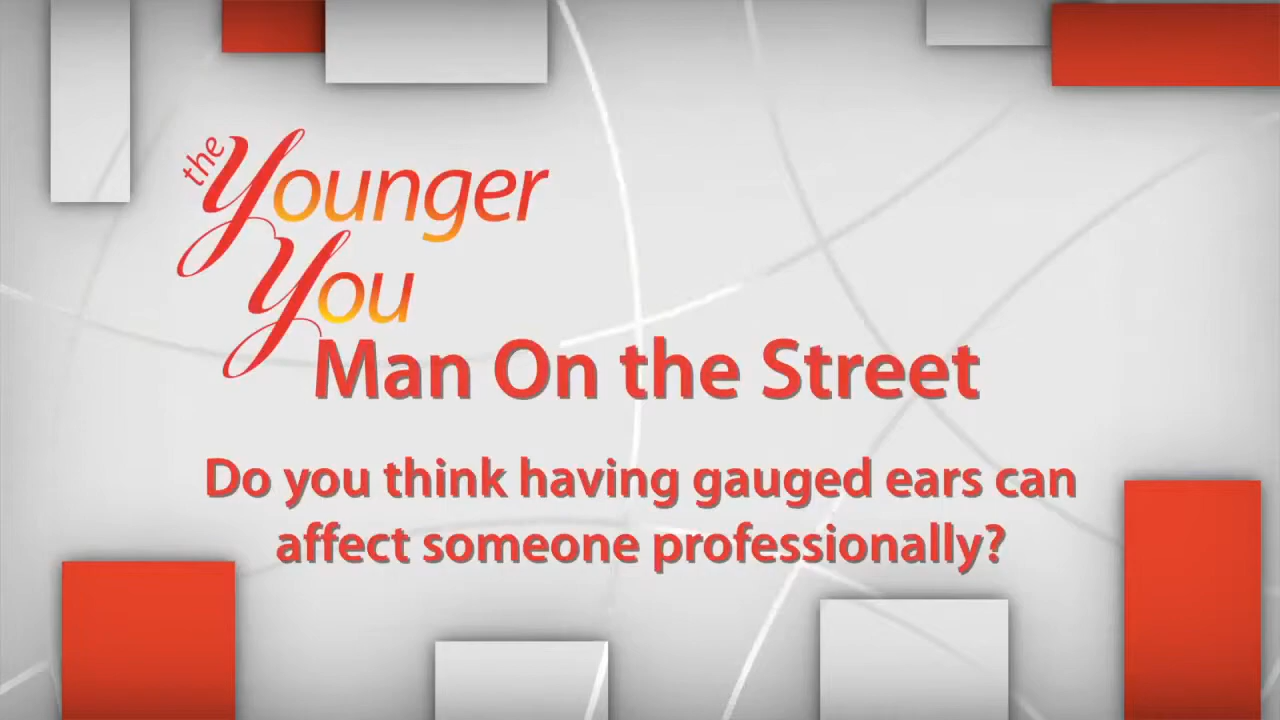 the Younger
You
Man On the Street
Do you think having gauged ears can
affect someone professionally?